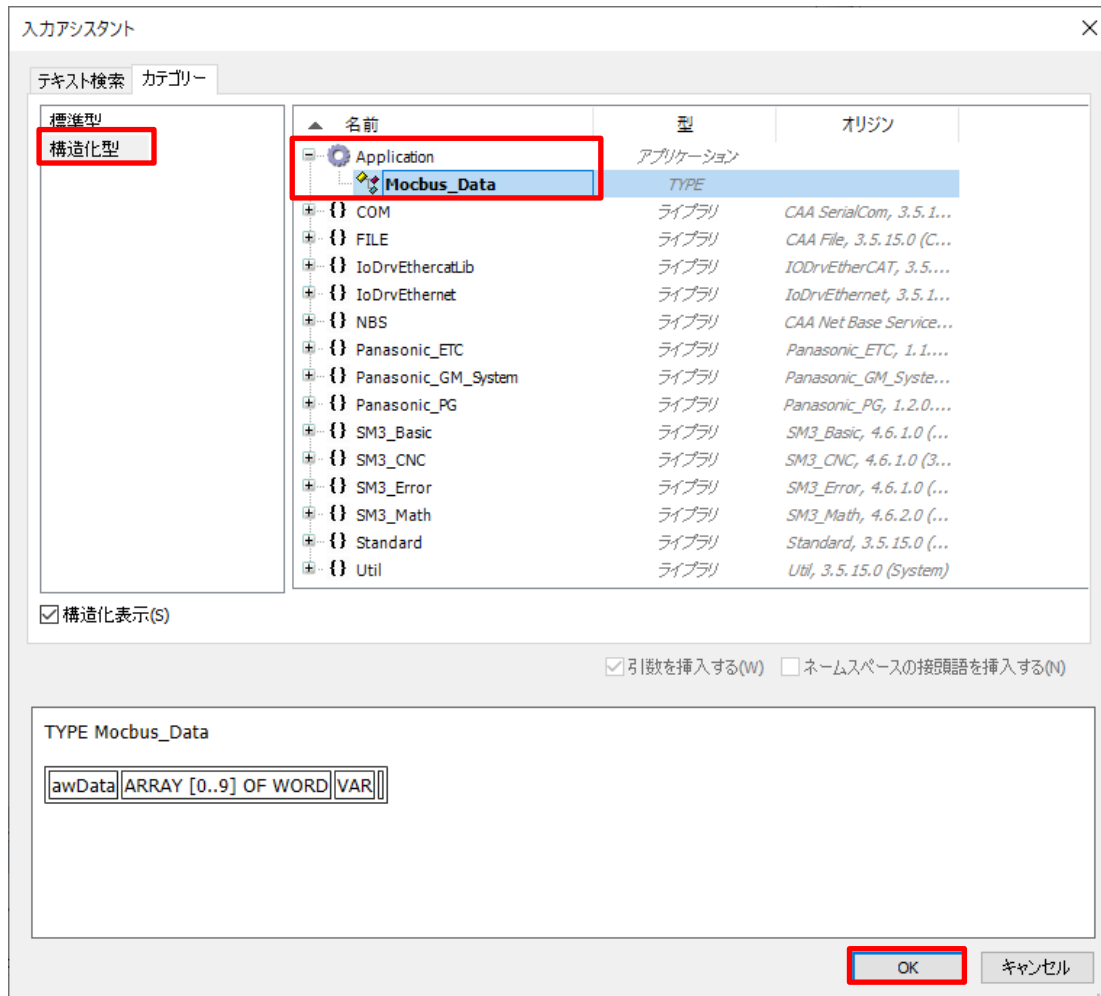 入力アシスタント
テキスト検索 カテゴリー
標準型
構造化型
名前 型 オリジン
Application アプリケーション
Mocbus_Data TYPE
COM ライブラリ CAA SerialCom, 3.5.1...
FILE ライブラリ CAA File, 3.5.15.0 (C...
IoDrvEthercatLib ライブラリ IODrvEtherCAT, 3.5....
IoDrvEthernet ライブラリ IoDrvEthernet, 3.5.1...
NBS ライブラリ CAA Net Base Service...
Panasonic_ETC ライブラリ Panasonic_ETC, 1.1....
Panasonic_GM_System ライブラリ Panasonic_GM_Syste...
Panasonic_PG ライブラリ Panasonic_PG, 1.2.0....
SM3_Basic ライブラリ SM3_Basic, 4.6.1.0 (...
SM3_CNC ライブラリ SM3_CNC, 4.6.1.0 (3...
SM3_Error ライブラリ SM3_Error, 4.6.1.0 (...
SM3_Math ライブラリ SM3_Math, 4.6.2.0 (...
Standard ライブラリ Standard, 3.5.15.0 (...
Util ライブラリ Util, 3.5.15.0 (System)
構造化表示(S)
引数を挿入する(W) ネームスペースの接頭語を挿入する(N)
TYPE Mocbus_Data
awData ARRAY [0..9] OF WORD VAR
OK キャンセル